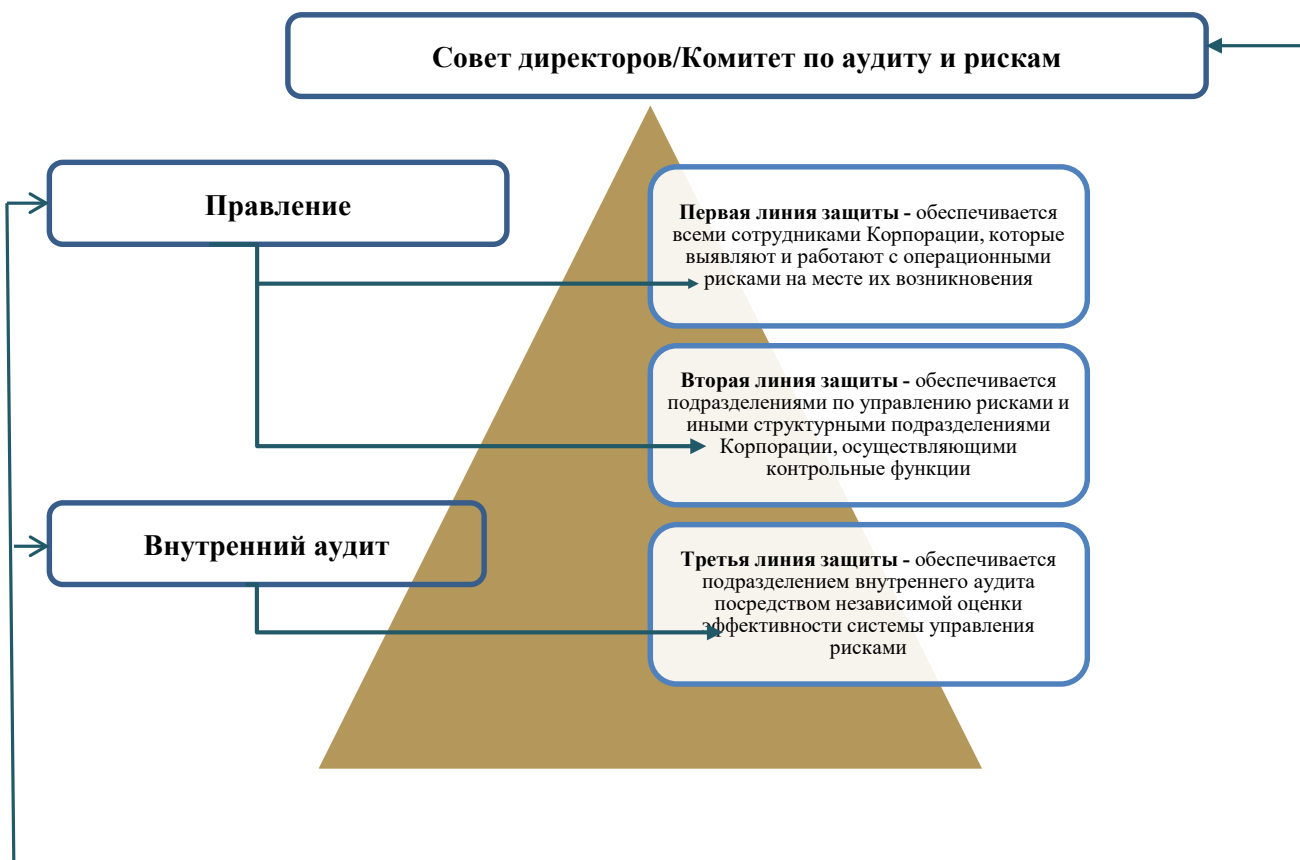 Совет директоров/Комитет по аудиту и рискам
Правление
Первая линия защиты - обеспечивается
всеми сотрудниками Корпорации, которые
выявляют и работают с операционными
рисками на месте их возникновения
Вторая линия защиты - обеспечивается
подразделениями по управлению рисками и
иными структурными подразделениями
Корпорации, осуществляющими
контрольные функции
Внутренний аудит
Третья линия защиты - обеспечивается
подразделением внутреннего аудита
посредством независимой оценки
эффективности системы управления
рисками